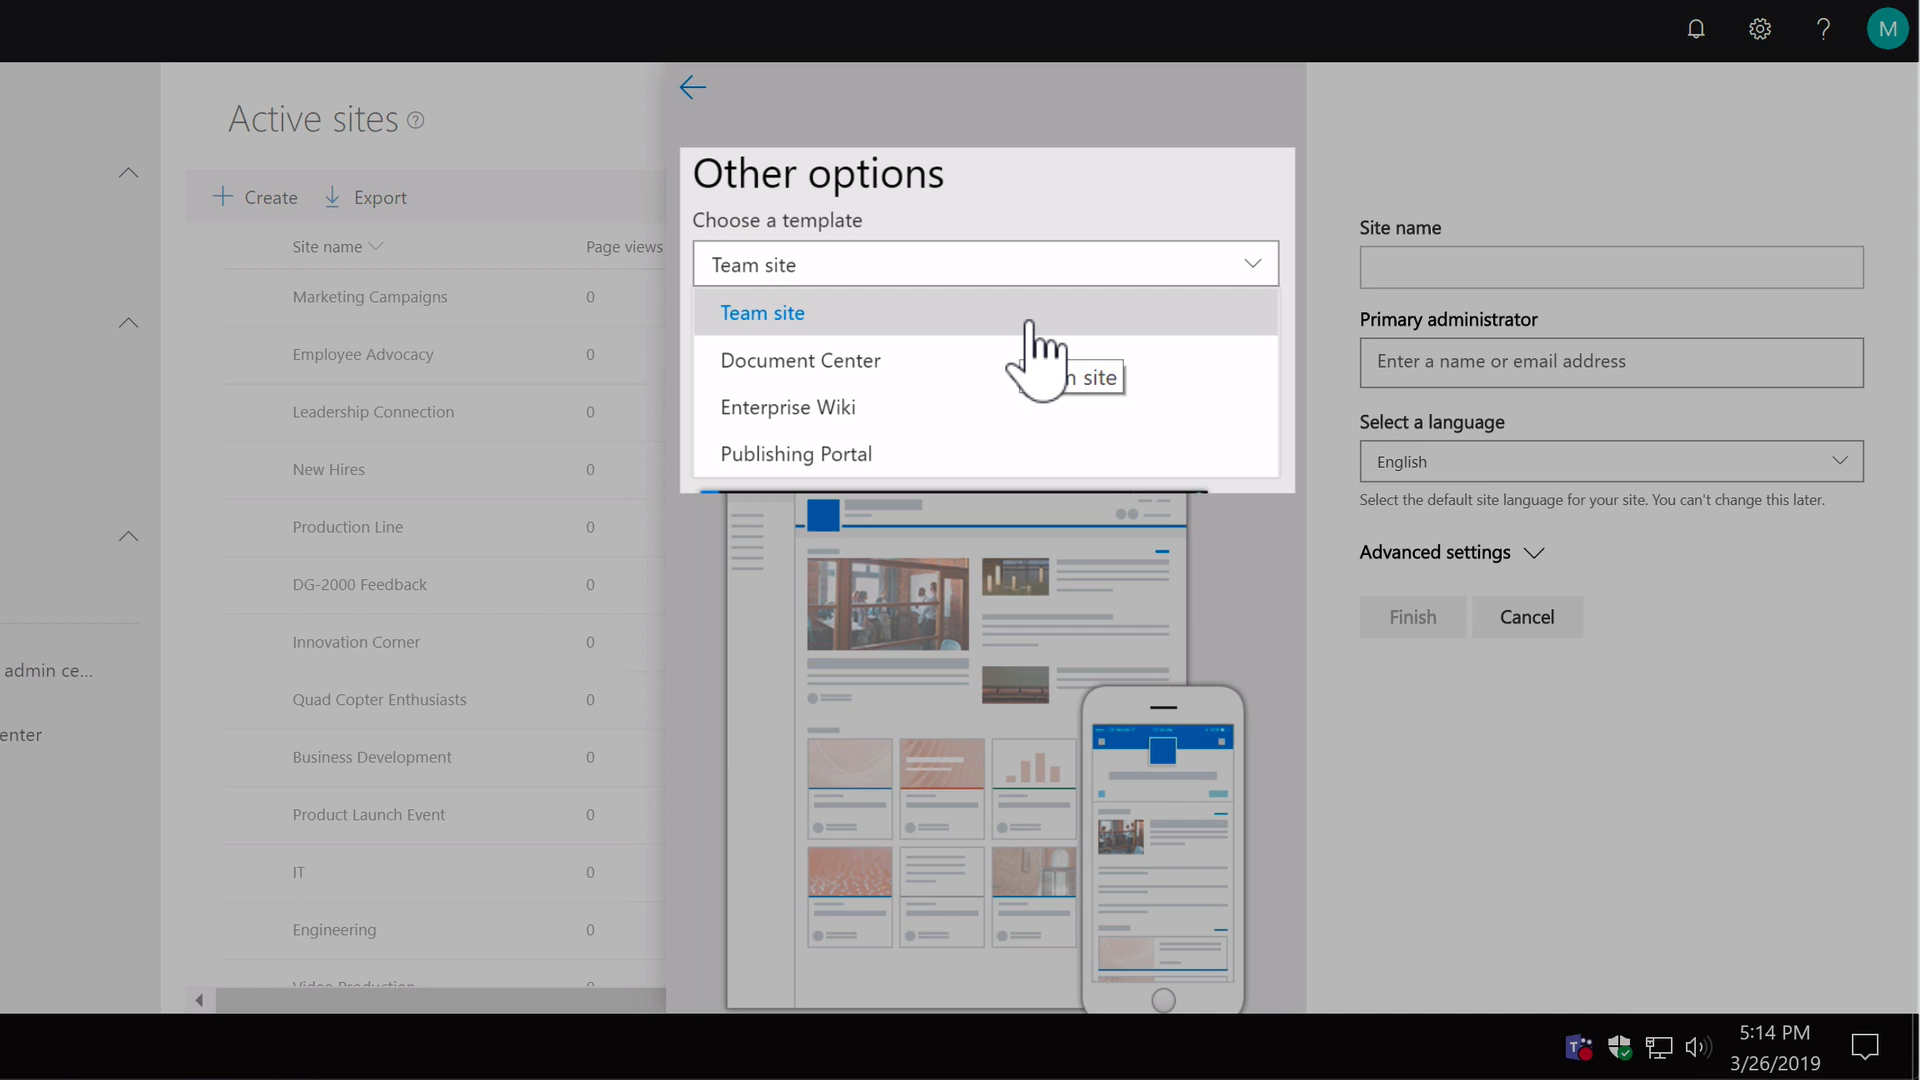 M
Active sites
Create
Export
Site name
Page views
Marketing Campaigns 0
Employee Advocacy 0
Leadership Connection 0
New Hires 0
Production Line 0
DG-2000 Feedback 0
Innovation Corner 0
Quad Copter Enthusiasts 0
Business Development 0
Product Launch Event 0
IT 0
Engineering 0
admin ce...
enter
Other options
Choose a template
Team site
Team site
Document Center
Enterprise Wiki
Publishing Portal
site
Site name
Primary administrator
Enter a name or email address
Select a language
English
Select the default site language for your site. You can't change this later.
Advanced settings
Finish
Cancel
5:14 PM
3/26/2019